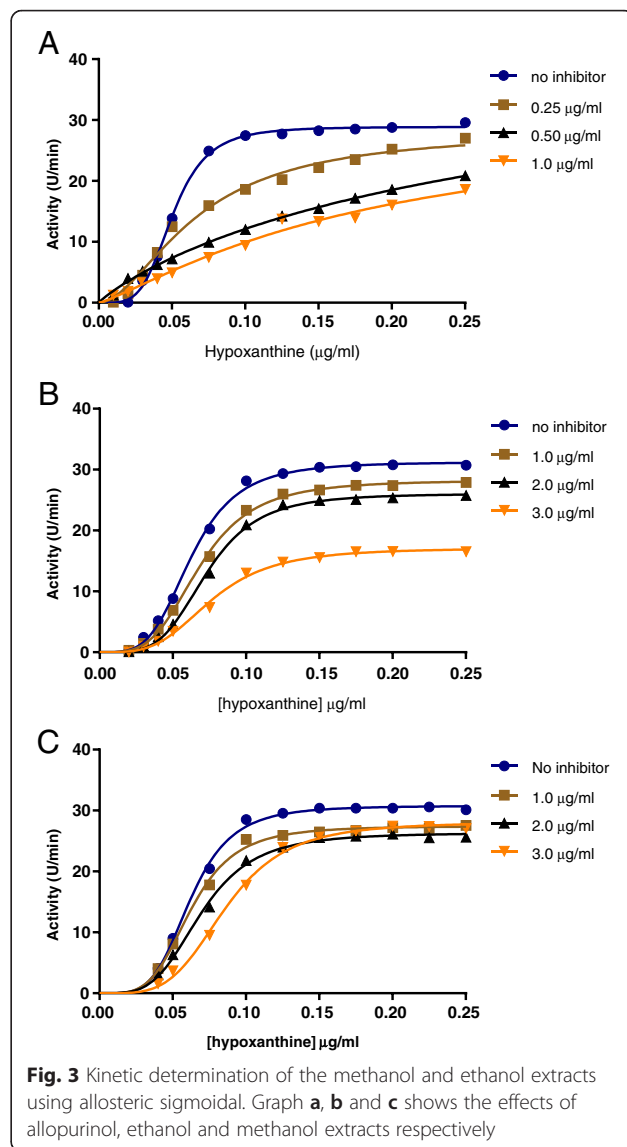 A
40
30
20
10
0
Activity (U/min)
0.00 0.05 0.10 0.15 0.20 0.25
Hypoxanthine (μg/ml)
no inhibitor
0.25 μg/ml
0.50 μg/ml
1.0 μg/ml
B
40
30
20
10
0
Activity (U/min)
0.00 0.05 0.10 0.15 0.20 0.25
[hypoxanthine] μg/ml
no inhibitor
1.0 μg/ml
2.0 μg/ml
3.0 μg/ml
C
40
30
20
10
0
Activity (U/min)
0.00 0.05 0.10 0.15 0.20 0.25
[hypoxanthine] μg/ml
No inhibitor
1.0 μg/ml
2.0 μg/ml
3.0 μg/ml
Fig. 3 Kinetic determination of the methanol and ethanol extracts
using allosteric sigmoidal. Graph a, b and c shows the effects of
allopurinol, ethanol and methanol extracts respectively